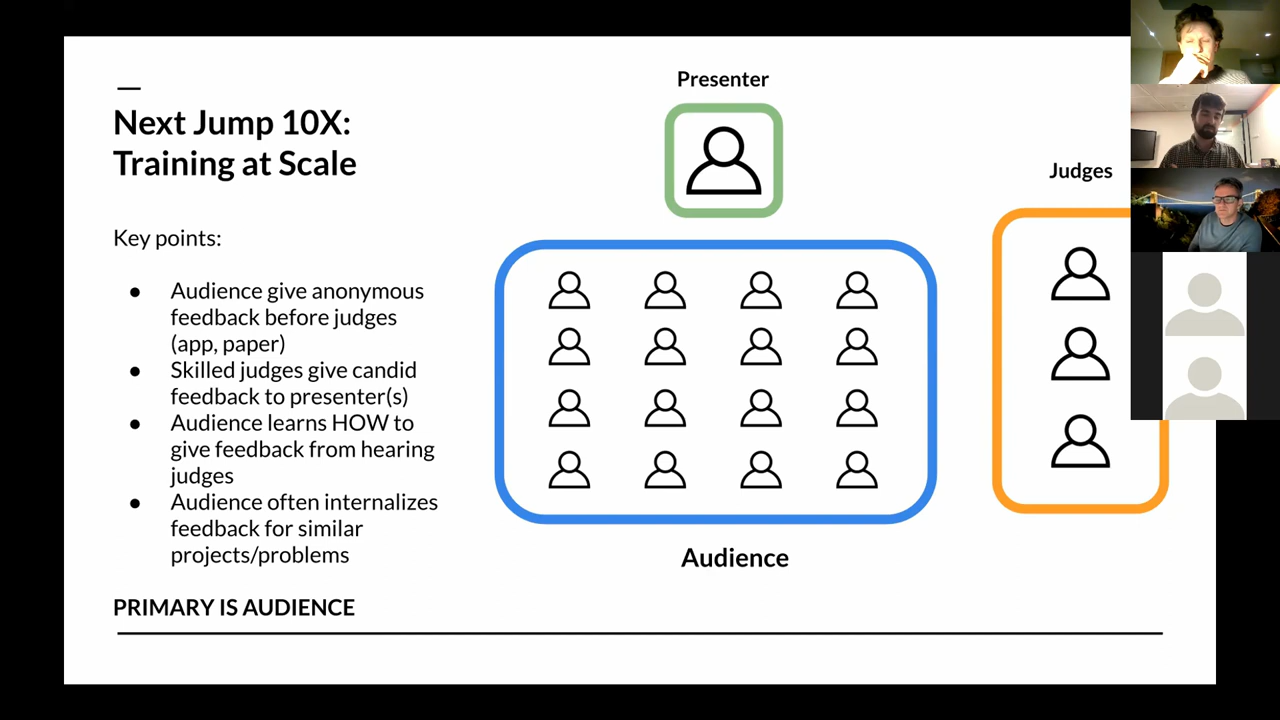 Next Jump 10X:
Training at Scale
Key points:
● Audience give anonymous
feedback before judges
(app, paper)
● Skilled judges give candid
feedback to presenter(s)
● Audience learns HOW to
give feedback from hearing
judges
● Audience often internalizes
feedback for similar
projects/problems
PRIMARY IS AUDIENCE
Presenter
Audience
Judges